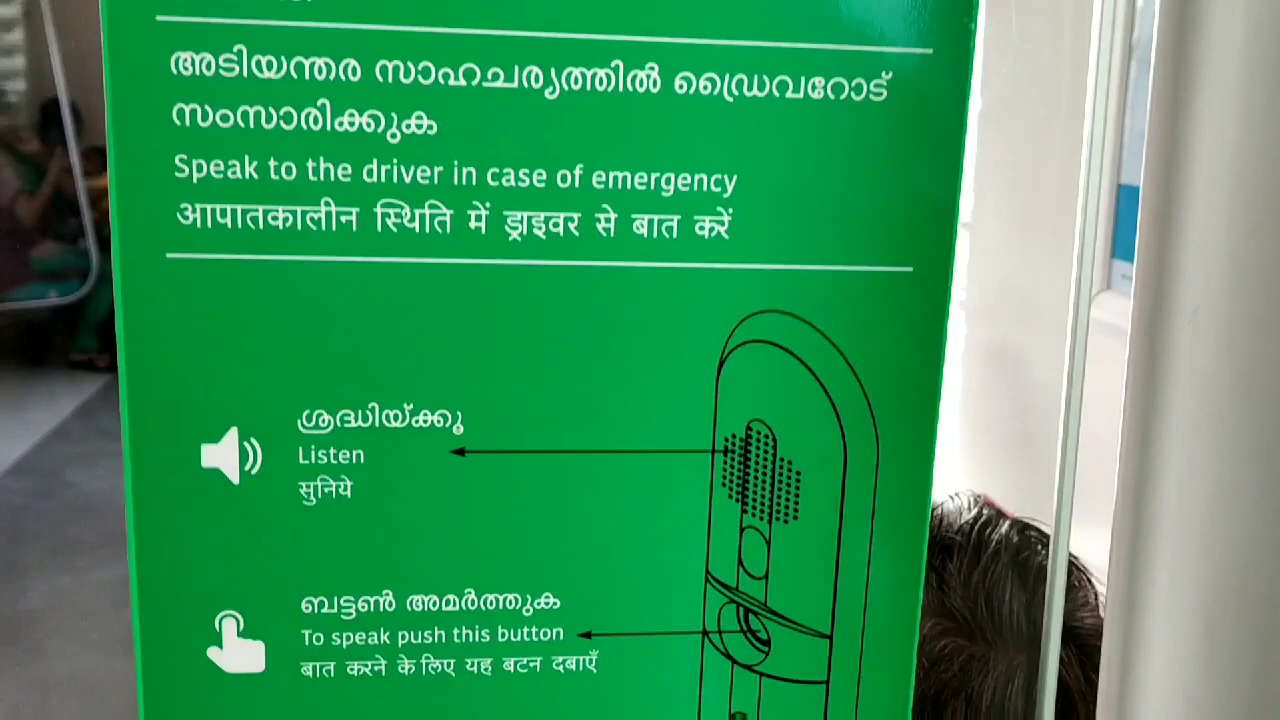 അടിയന്തര സാഹചര്യത്തിൽ ഡ്രൈവറോട്
സംസാരിക്കുക
Speak to the driver in case of emergency
आपातकालीन स्थिति में ड्राइवर से बात करें
ശ്രദ്ധിയ്ക്കൂ
Listen
सुनिये
ബട്ടൺ അമർത്തുക
To speak push this button
बात करने के लिए यह बटन दबाएँ